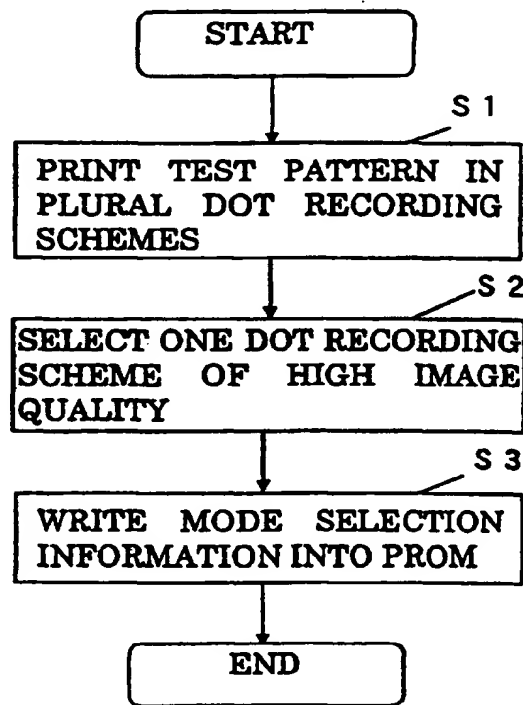 START
S 1
PRINT TEST PATTERN IN
PLURAL DOT RECORDING
SCHEMES
S 2
SELECT ONE DOT RECORDING
SCHEME OF HIGH IMAGE
QUALITY
S 3
WRITE MODE SELECTION
INFORMATION INTO PROM
END